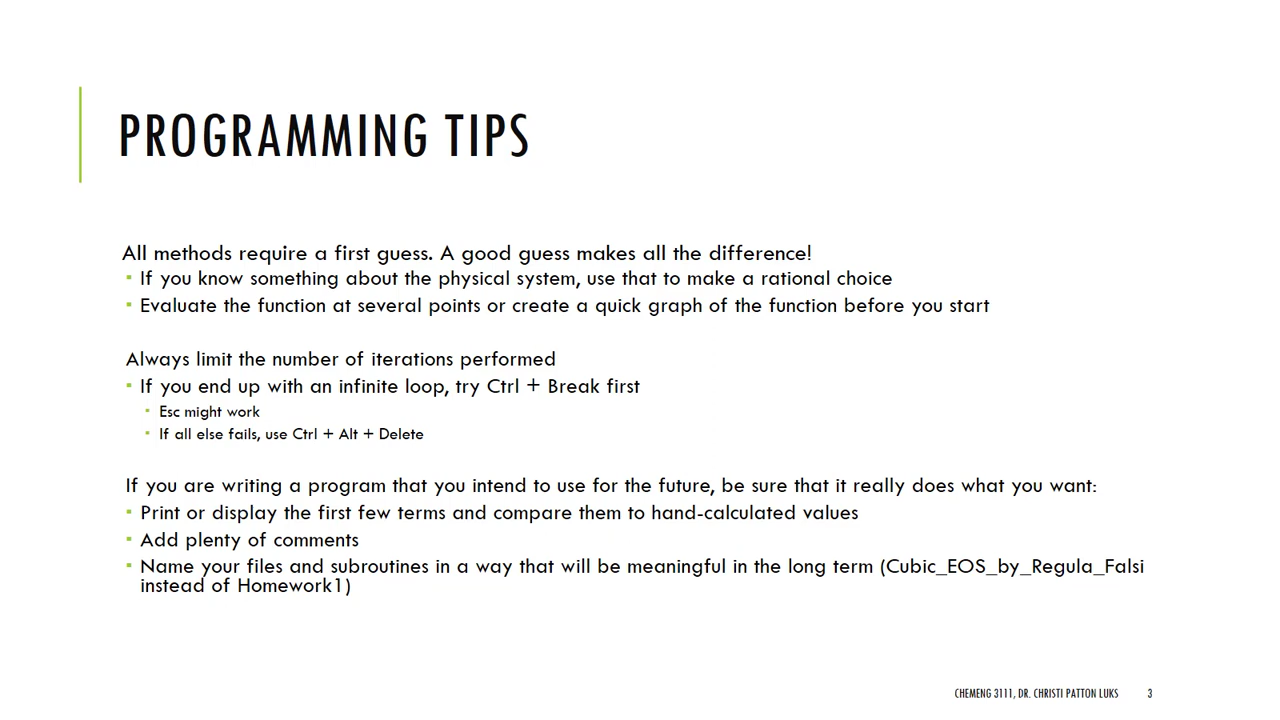 PROGRAMMING TIPS
All methods require a first guess. A good guess makes all the difference!
▪ If you know something about the physical system, use that to make a rational choice
▪ Evaluate the function at several points or create a quick graph of the function before you start
Always limit the number of iterations performed
▪ If you end up with an infinite loop, try Ctrl + Break first
▪ Esc might work
▪ If all else fails, use Ctrl + Alt + Delete
If you are writing a program that you intend to use for the future, be sure that it really does what you want:
▪ Print or display the first few terms and compare them to hand-calculated values
▪ Add plenty of comments
▪ Name your files and subroutines in a way that will be meaningful in the long term (Cubic_EOS_by_Regula_Falsi
instead of Homework1)
CHEMENG 3111, DR. CHRISTI PATTON LUKS 3